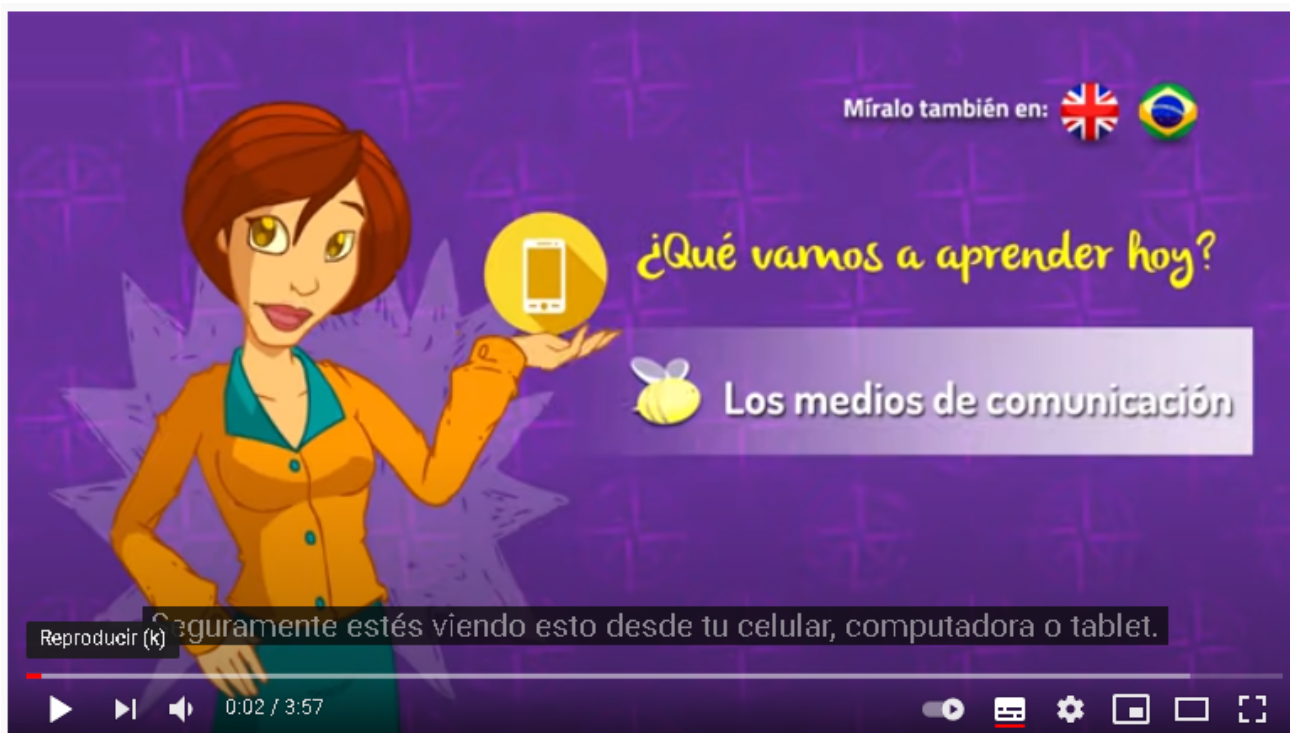 Míralo también en:
¿Qué vamos a aprender hoy?
Los medios de comunicación
Seguramente estés viendo esto desde tu celular, computadora o tablet.
Reproducir (k)
0:02 / 3:57